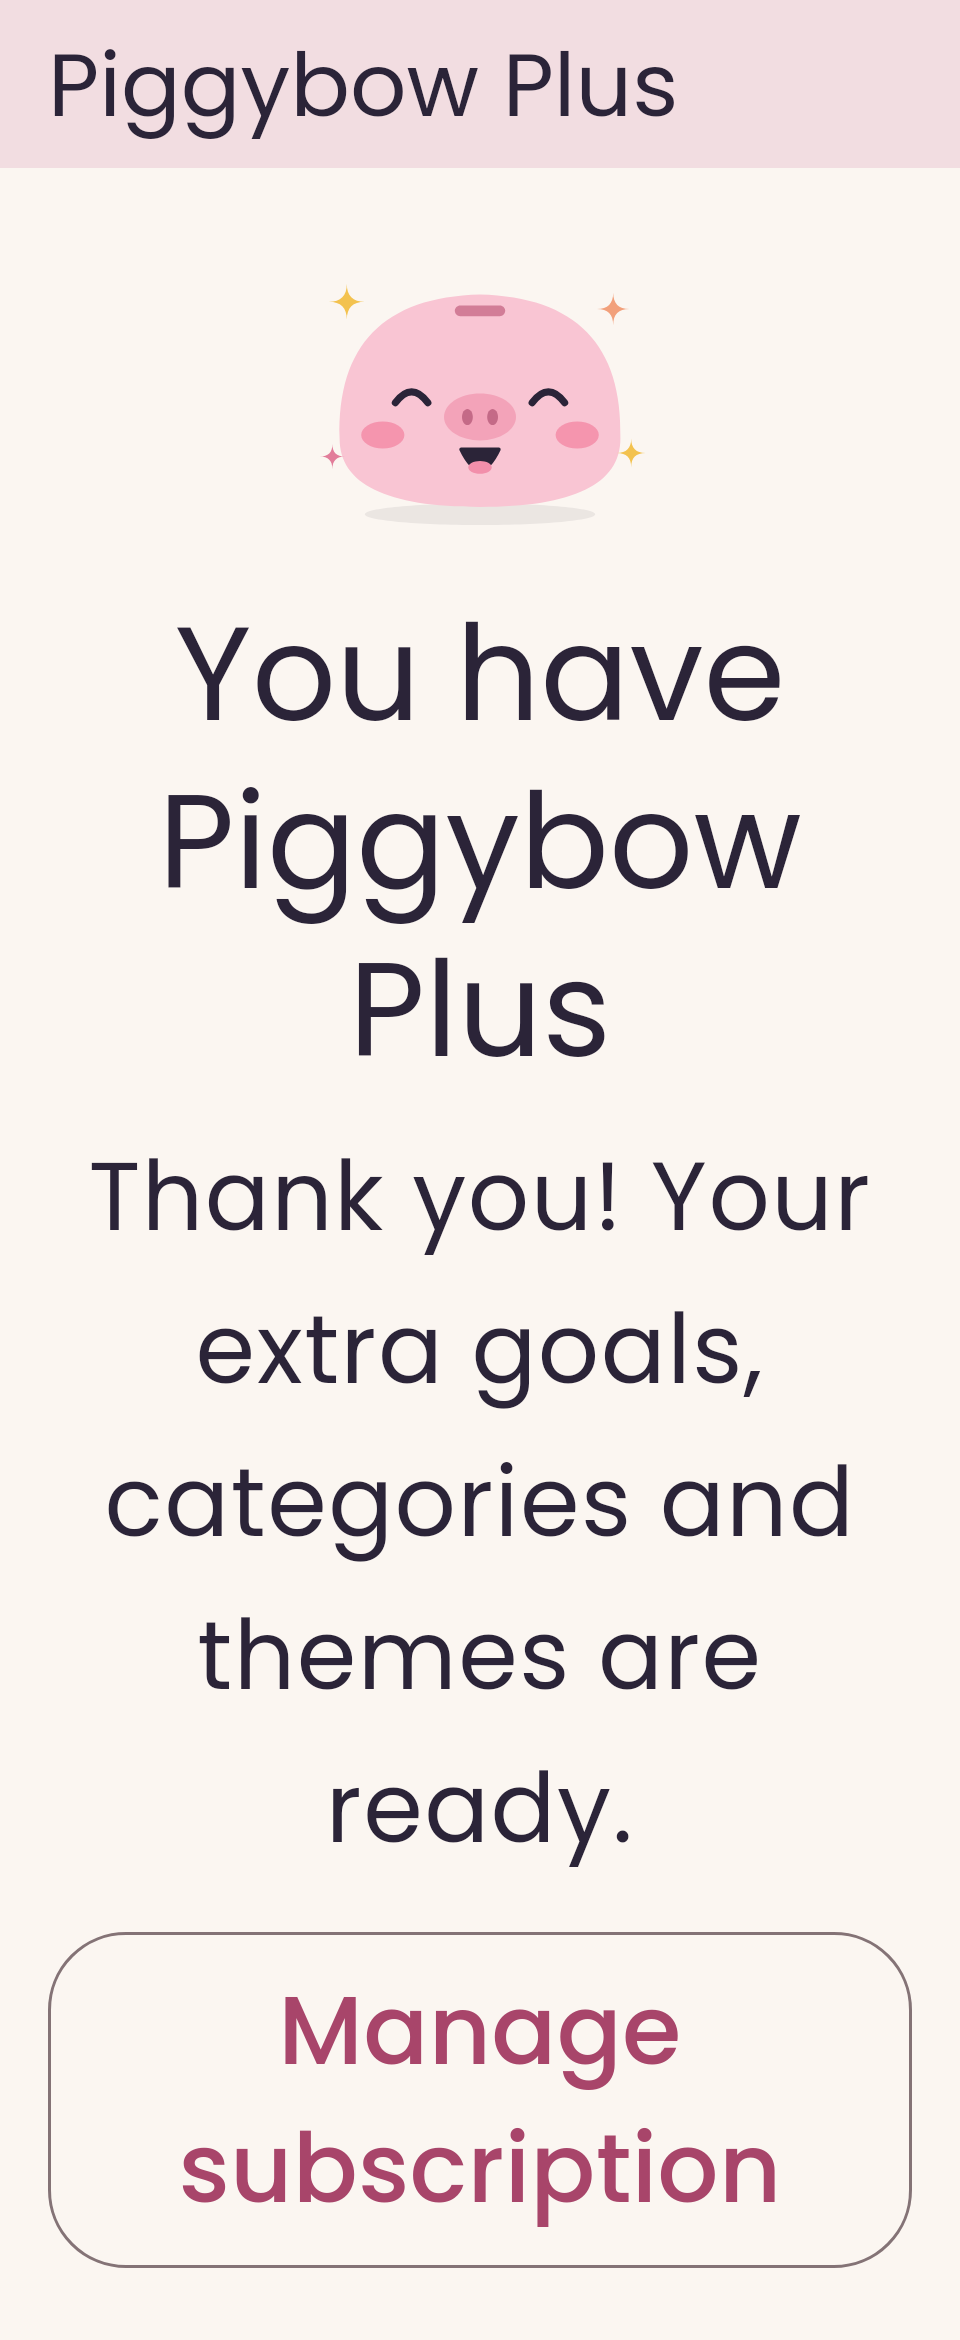 Piggybow Plus
You have
Piggybow
Plus
Thank you! Your
extra goals,
categories and
themes are
ready.
Manage
subscription